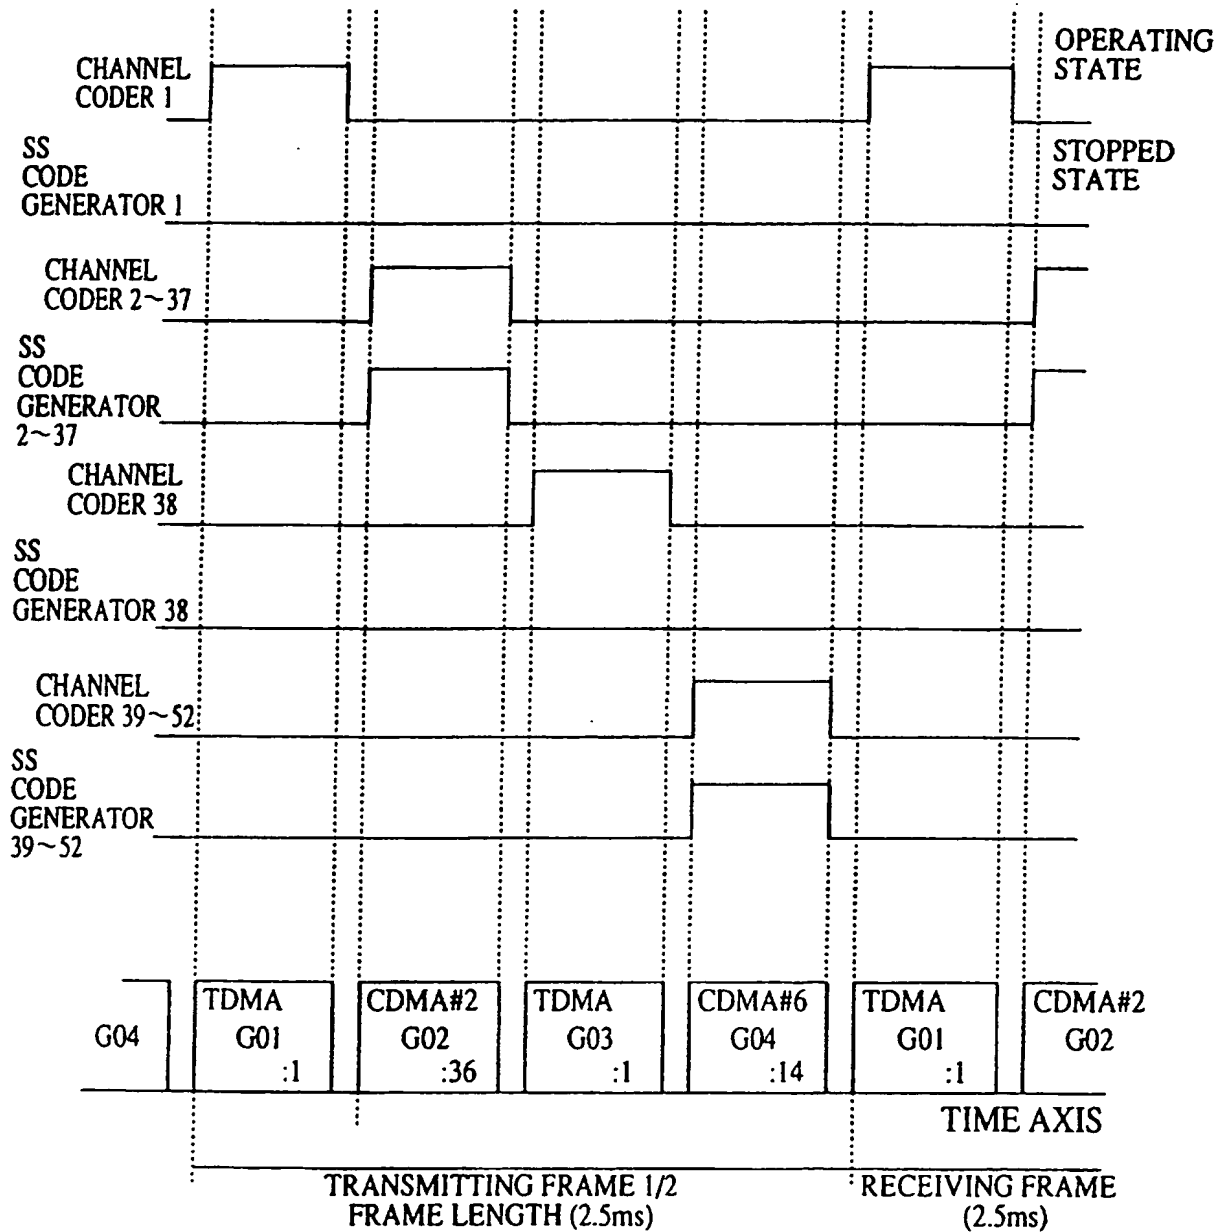 OPERATING
STATE
CHANNEL
CODER 1
STOPPED
STATE
SS
CODE
GENERATOR 1
CHANNEL
CODER 2~37
SS
CODE
GENERATOR
2~37
CHANNEL
CODER 38
SS
CODE
GENERATOR 38
CHANNEL
CODER 39~52
SS
CODE
GENERATOR
39~52
G04
TDMA
G01
:1
CDMA#2
G02
:36
TDMA
G03
:1
CDMA#6
G04
:14
TDMA
G01
:1
CDMA#2
G02
TIME AXIS
TRANSMITTING FRAME 1/2
FRAME LENGTH (2.5ms)
RECEIVING FRAME
(2.5ms)